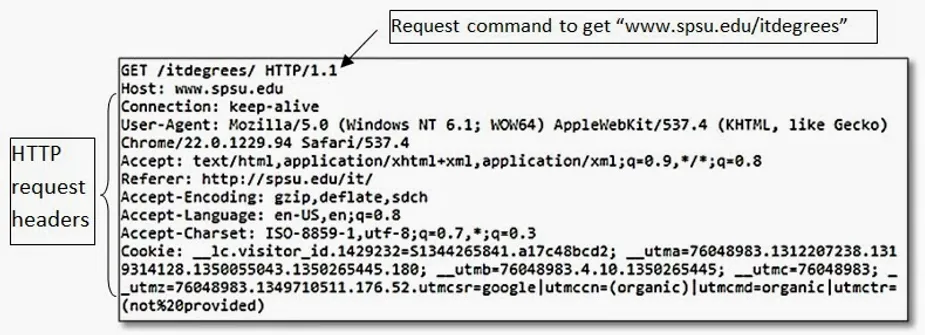 Request command to get “www.spsu.edu/itdegrees”
GET /itdegrees/ HTTP/1.1
Host: www.spsu.edu
Connection: keep-alive
User-Agent: Mozilla/5.0 (Windows NT 6.1; WOW64) AppleWebKit/537.4 (KHTML, like Gecko)
Chrome/22.0.1229.94 Safari/537.4
Accept: text/html,application/xhtml+xml,application/xml;q=0.9,*/*;q=0.8
Referer: http://spsu.edu/it/
Accept-Encoding: gzip,deflate,sdch
Accept-Language: en-US,en;q=0.8
Accept-Charset: ISO-8859-1,utf-8;q=0.7,*;q=0.3
Cookie: __lc.visitor_id.1429232=S1344265841.a17c48bcd2; __utma=76048983.1312207238.131
9314128.1350055043.1350265445.180; __utmb=76048983.4.10.1350265445; __utmc=76048983; _
_utmz=76048983.1349710511.176.52.utmcsr=google|utmccn=(organic)|utmcmd=organic|utmctr=
(not%20provided)
HTTP
request
headers